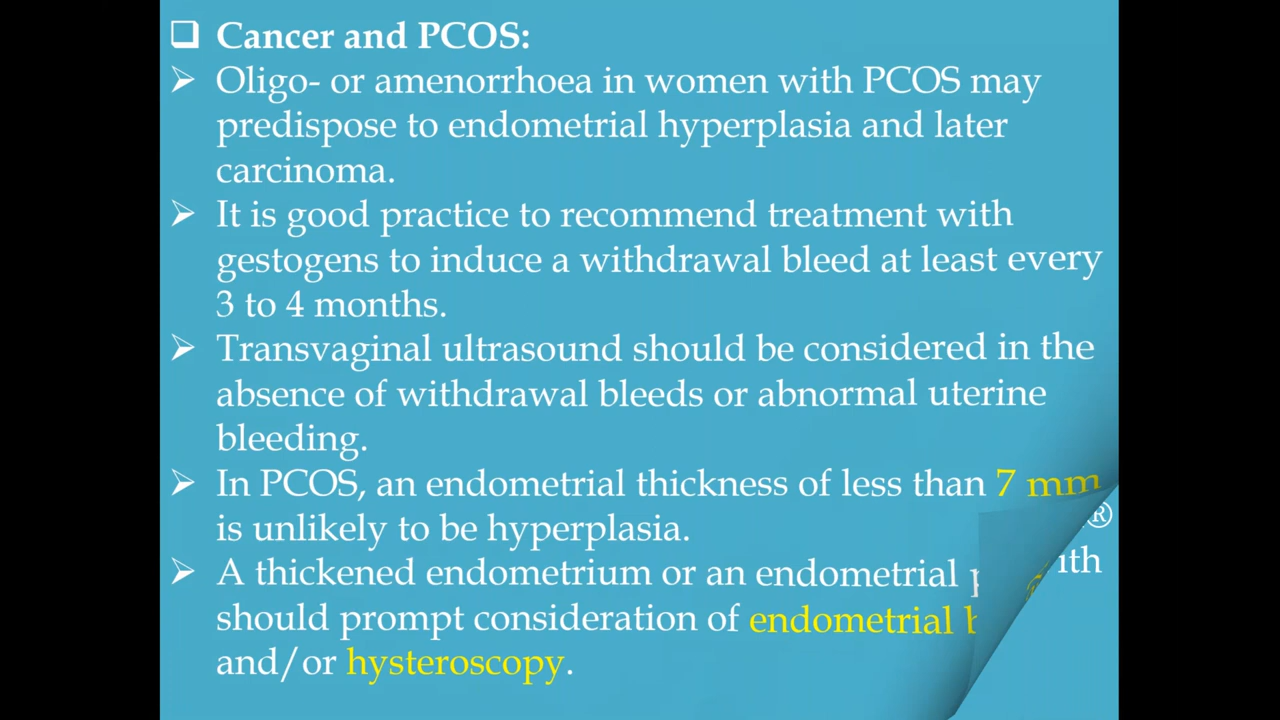 ❑ Cancer and PCOS:
➢ Oligo- or amenorrhoea in women with PCOS may
predispose to endometrial hyperplasia and later
carcinoma.
➢ It is good practice to recommend treatment with
gestogens to induce a withdrawal bleed at least every
3 to 4 months.
➢ Transvaginal ultrasound should be considered in the
absence of withdrawal bleeds or abnormal uterine
bleeding.
➢ In PCOS, an endometrial thickness of less than 7 mm
is unlikely to be hyperplasia.
®
➢ A thickened endometrium or an endometrial
should prompt consideration of endometrial
and/or hysteroscopy.